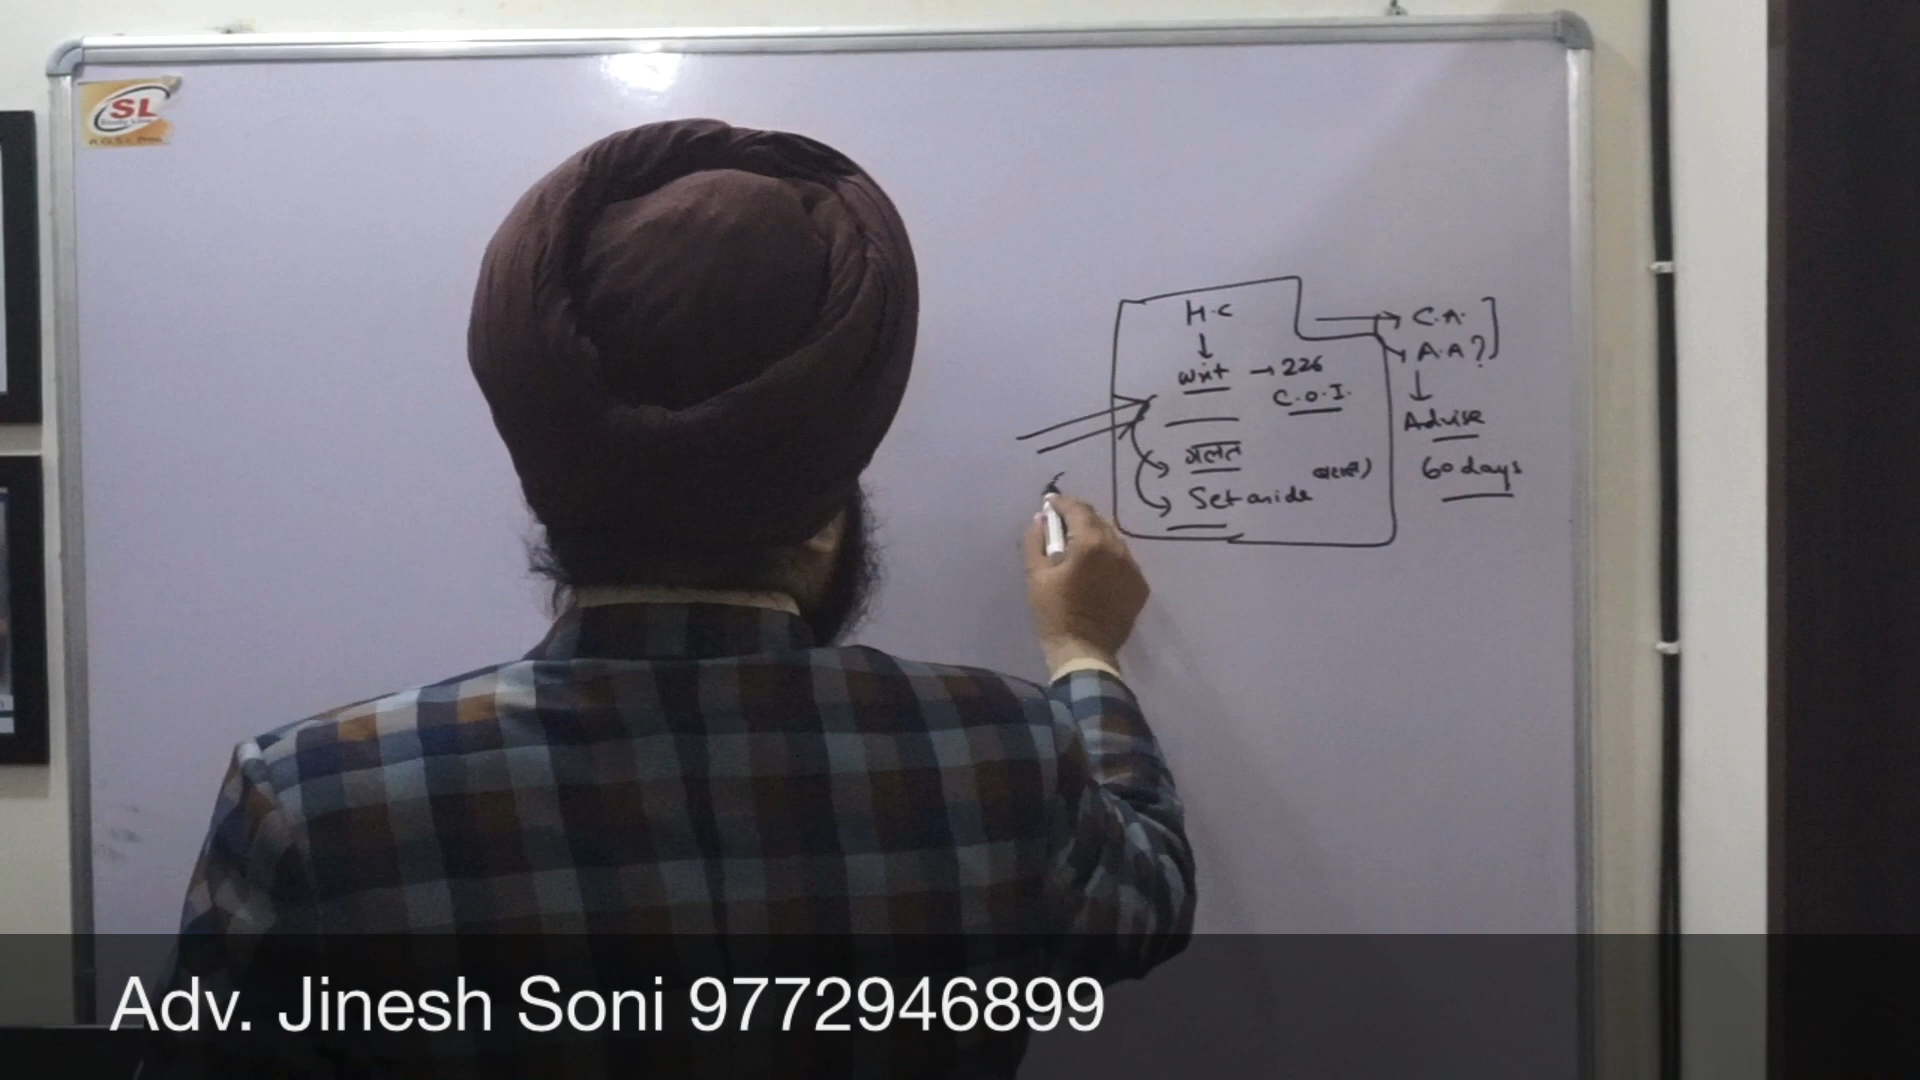 SL
H.C
↓
writ → 226
C.O.I.
गलत
Set aside
C.A.
A.A?
↓
Advise
60 days
Adv. Jinesh Soni 9772946899